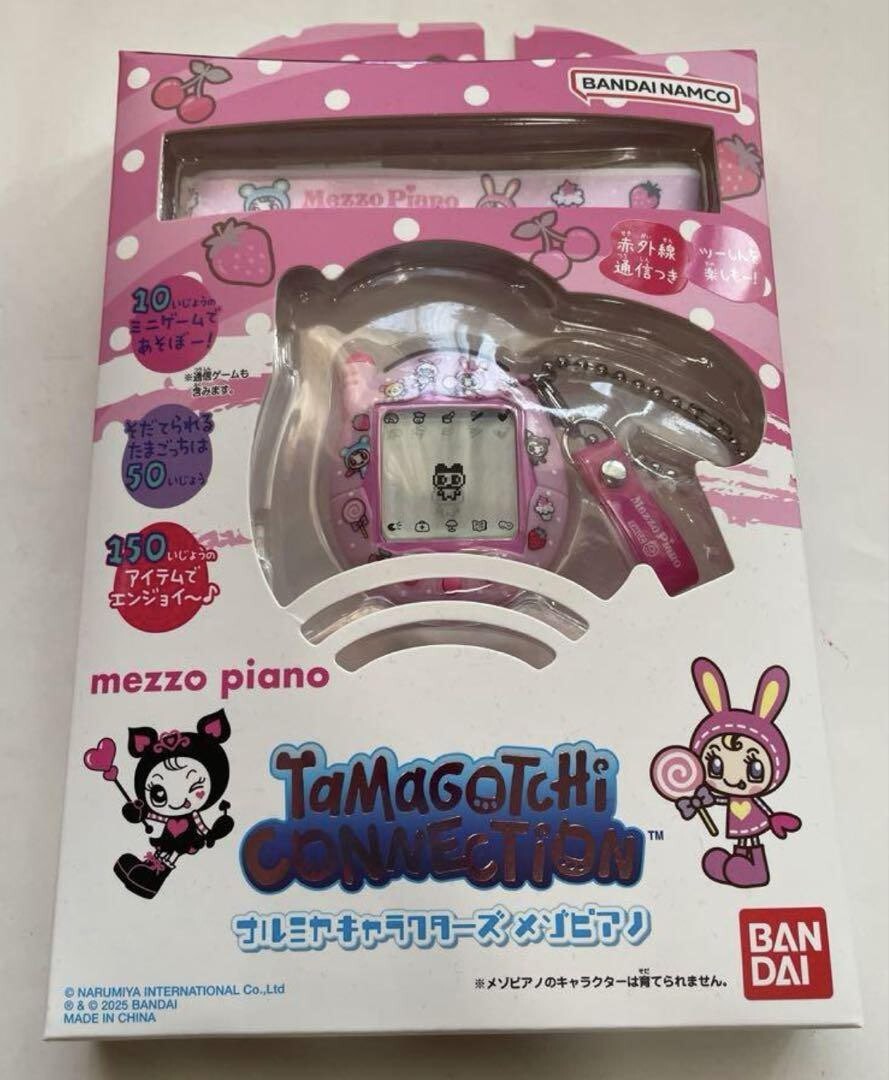 BANDAI NAMCO
Mezzo Piano
赤外線
通信つき
ツーしんを
楽しもー!
10いじょうの
ミニゲームで
あそぼー!
※通信ゲームも
含みます。
そだてられる
たまごっちは
50いじょう
150いじょうの
アイテムで
エンジョイ〜♪
Mezzo Piano
mezzo piano
TAMAGOTCHI
CONNECTION™
ナルミヤキャラクターズ メゾピアノ
BAN
DAI
※メゾピアノのキャラクターは育てられません。
© NARUMIYA INTERNATIONAL Co.,Ltd
® & © 2025 BANDAI
MADE IN CHINA